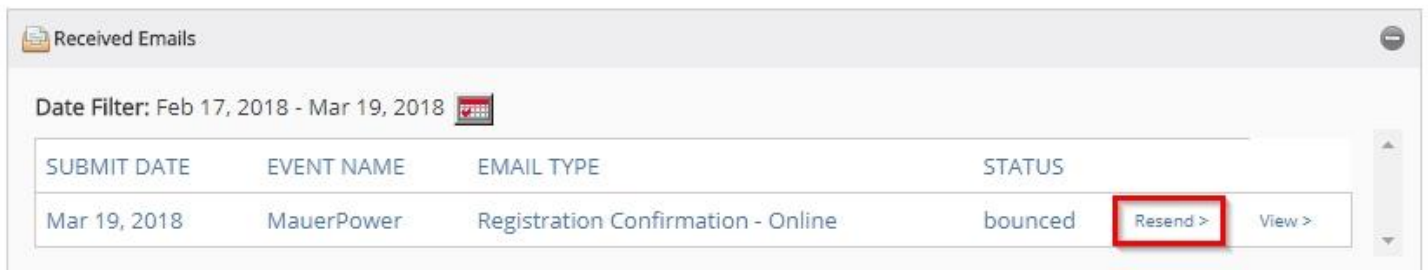 Received Emails
Date Filter: Feb 17, 2018 - Mar 19, 2018
SUBMIT DATE EVENT NAME EMAIL TYPE STATUS
Mar 19, 2018 MauerPower Registration Confirmation - Online bounced Resend > View >